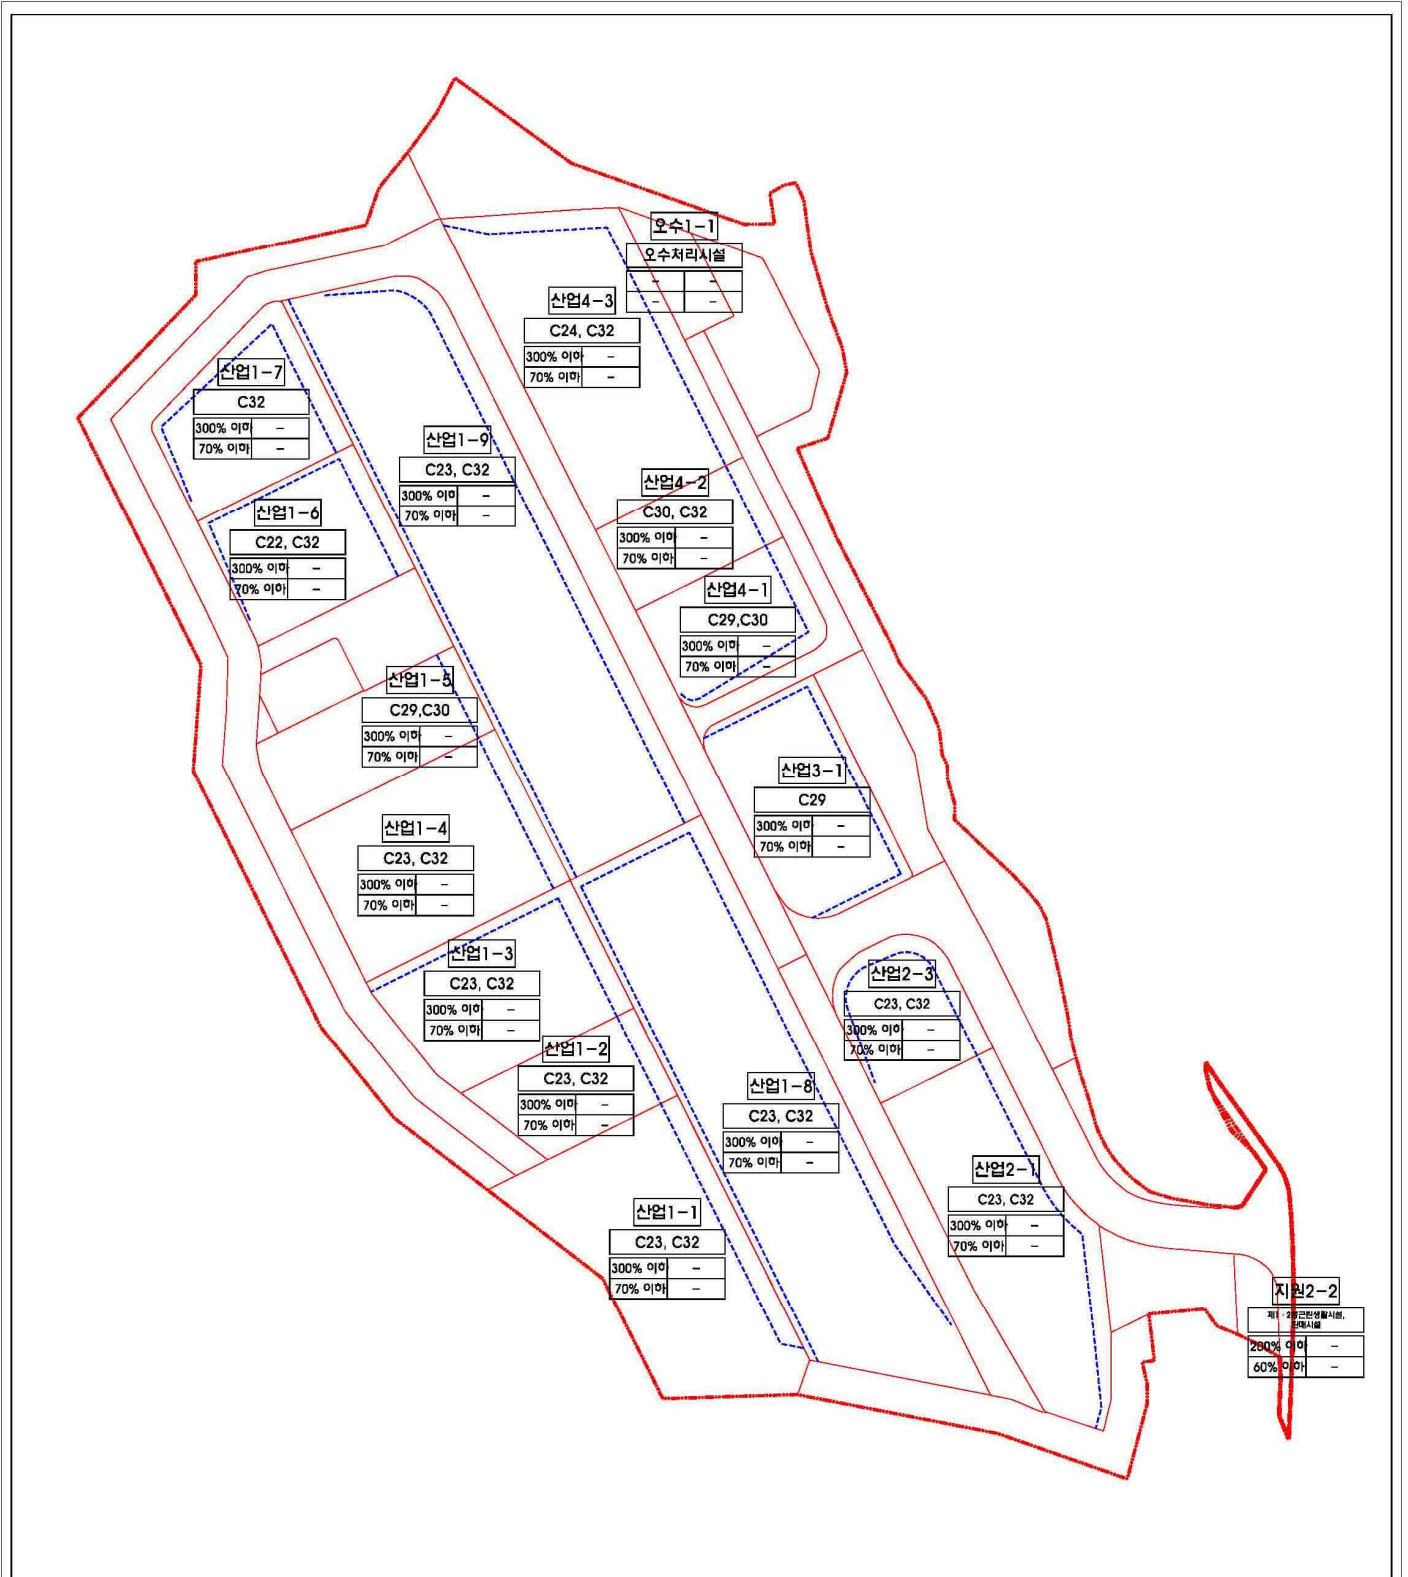 오수1-1
오수처리시설
- -
- -
산업4-3
C24, C32
300% 이하 -
70% 이하 -
산업1-7
C32
300% 이하 -
70% 이하 -
산업1-9
C23, C32
300% 이하 -
70% 이하 -
산업4-2
C30, C32
300% 이하 -
70% 이하 -
산업1-6
C22, C32
300% 이하 -
70% 이하 -
산업4-1
C29,C30
300% 이하 -
70% 이하 -
산업1-5
C29,C30
300% 이하 -
70% 이하 -
산업3-1
C29
300% 이하 -
70% 이하 -
산업1-4
C23, C32
300% 이하 -
70% 이하 -
산업1-3
C23, C32
300% 이하 -
70% 이하 -
산업2-3
C23, C32
300% 이하 -
70% 이하 -
산업1-2
C23, C32
300% 이하 -
70% 이하 -
산업1-8
C23, C32
300% 이하 -
70% 이하 -
산업2-1
C23, C32
300% 이하 -
70% 이하 -
산업1-1
C23, C32
300% 이하 -
70% 이하 -
지원2-2
제1·2종근린생활시설,
판매시설
200% 이하 -
60% 이하 -